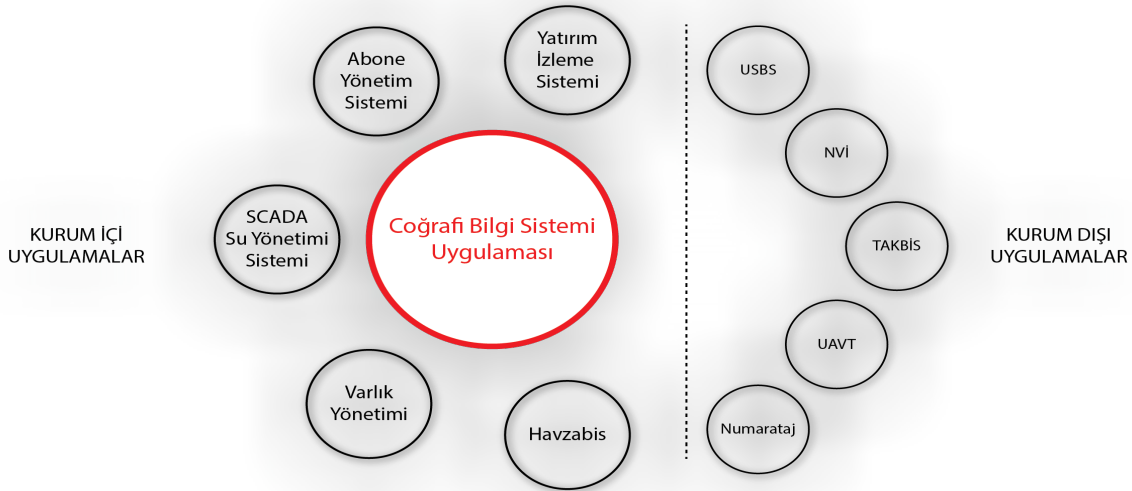 KURUM İÇİ
UYGULAMALAR
Abone
Yönetim
Sistemi
Yatırım
İzleme
Sistemi
SCADA
Su Yönetimi
Sistemi
Coğrafi Bilgi Sistemi
Uygulaması
Varlık
Yönetimi
Havzabis
USBS
NVİ
TAKBİS
UAVT
Numarataj
KURUM DIŞI
UYGULAMALAR